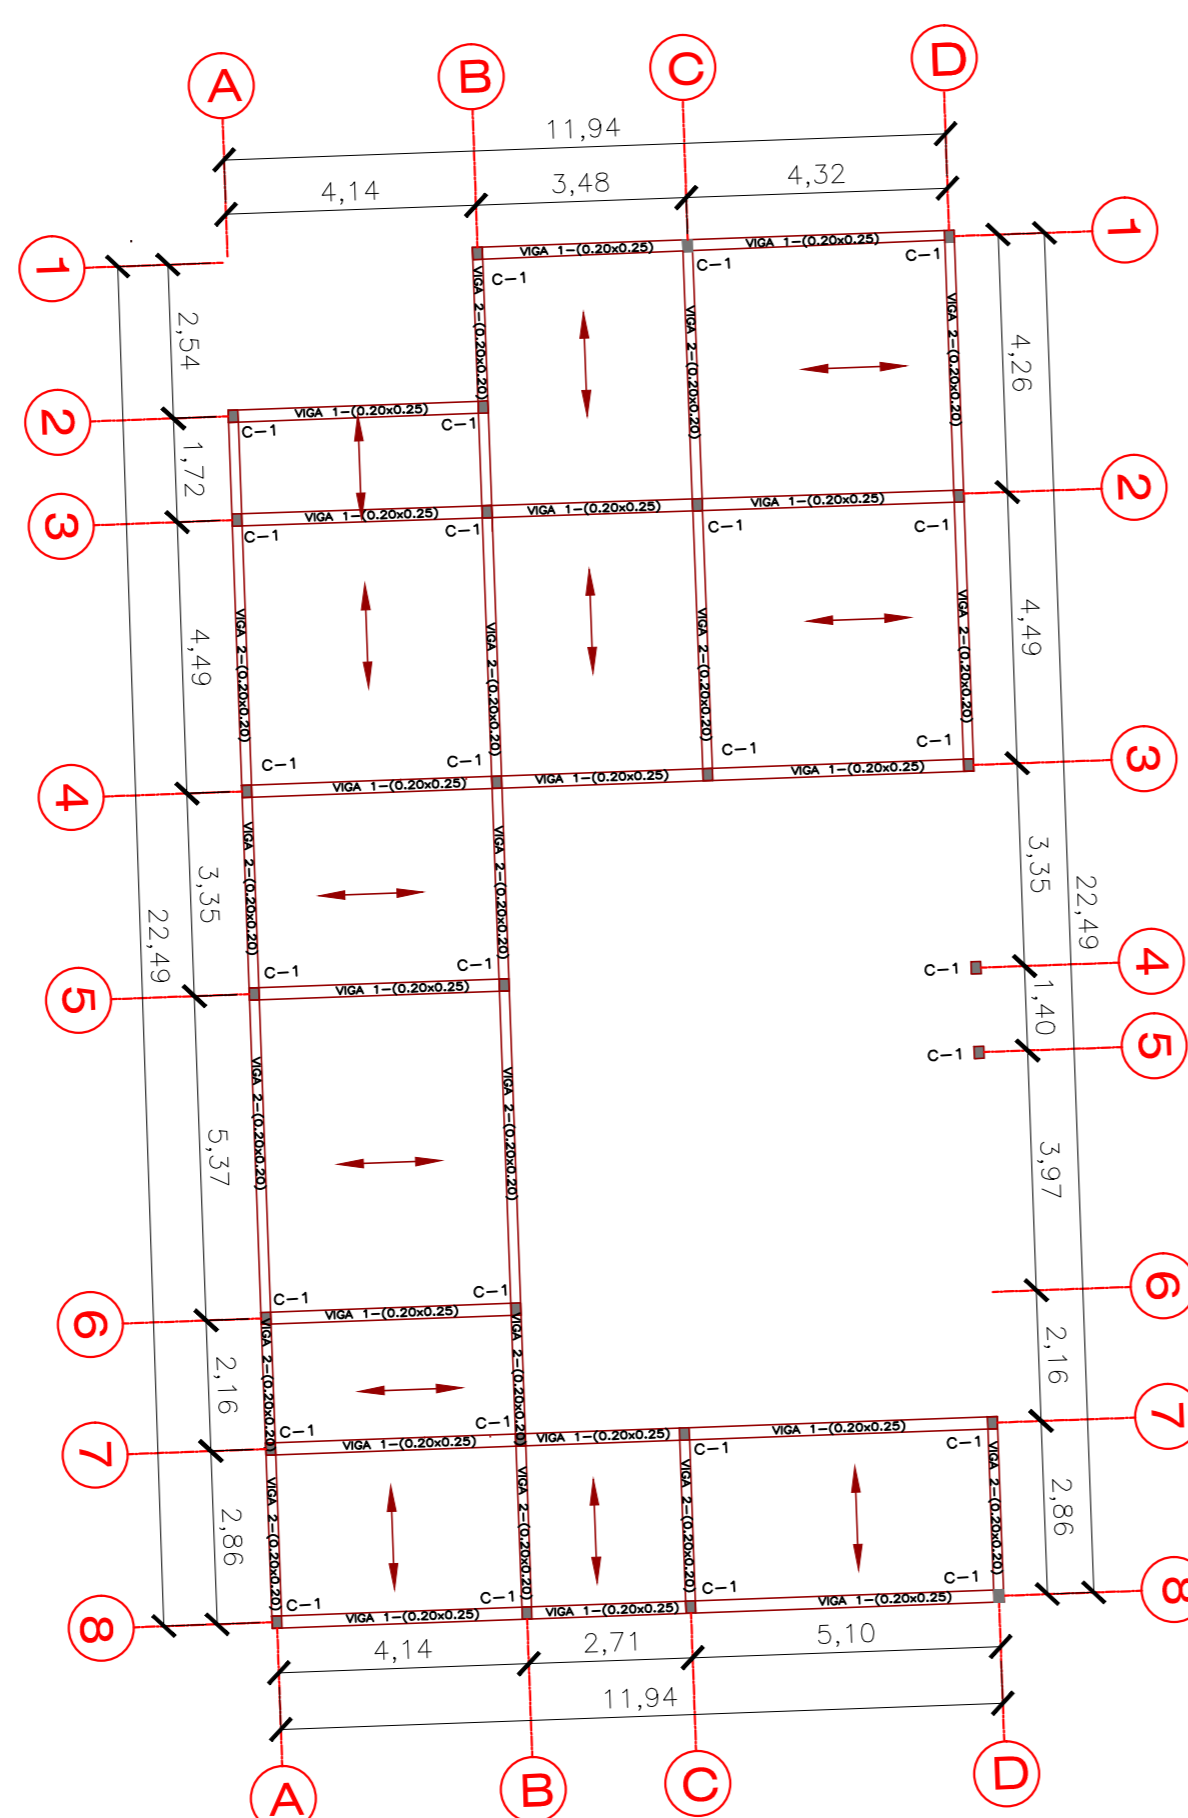 A
B
C
D
11,94
4,14
3,48
4,32
1
1
VIGA 1-(0.20x0.25)
VIGA 1-(0.20x0.25)
C-1
C-1
C-1
VIGA 2-(0.20x0.20)
VIGA 2-(0.20x0.20)
VIGA 2-(0.20x0.20)
2,54
4,26
2
VIGA 1-(0.20x0.25)
C-1
C-1
1,72
2
3
VIGA 1-(0.20x0.25)
VIGA 1-(0.20x0.25)
VIGA 1-(0.20x0.25)
C-1
C-1
C-1
C-1
VIGA 2-(0.20x0.20)
VIGA 2-(0.20x0.20)
VIGA 2-(0.20x0.20)
VIGA 2-(0.20x0.20)
4,49
4,49
C-1
C-1
C-1
C-1
3
4
VIGA 1-(0.20x0.25)
VIGA 1-(0.20x0.25)
VIGA 1-(0.20x0.25)
VIGA 2-(0.20x0.20)
VIGA 2-(0.20x0.20)
3,35
3,35
22,49
22,49
C-1
4
C-1
C-1
5
VIGA 1-(0.20x0.25)
1,40
C-1
5
VIGA 2-(0.20x0.20)
VIGA 2-(0.20x0.20)
5,37
3,97
C-1
C-1
6
6
VIGA 1-(0.20x0.25)
VIGA 2-(0.20x0.20)
VIGA 2-(0.20x0.20)
2,16
2,16
C-1
C-1
7
7
VIGA 1-(0.20x0.25)
VIGA 1-(0.20x0.25)
VIGA 1-(0.20x0.25)
C-1
C-1
VIGA 2-(0.20x0.20)
VIGA 2-(0.20x0.20)
VIGA 2-(0.20x0.20)
VIGA 2-(0.20x0.20)
2,86
2,86
C-1
C-1
C-1
C-1
8
8
VIGA 1-(0.20x0.25)
VIGA 1-(0.20x0.25)
VIGA 1-(0.20x0.25)
4,14
2,71
5,10
11,94
A
B
C
D